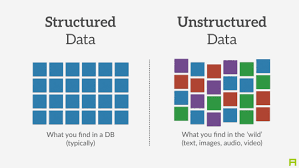 Structured
Data
What you find in a DB
(typically)
Unstructured
Data
What you find in the 'wild'
(text, images, audio, video)